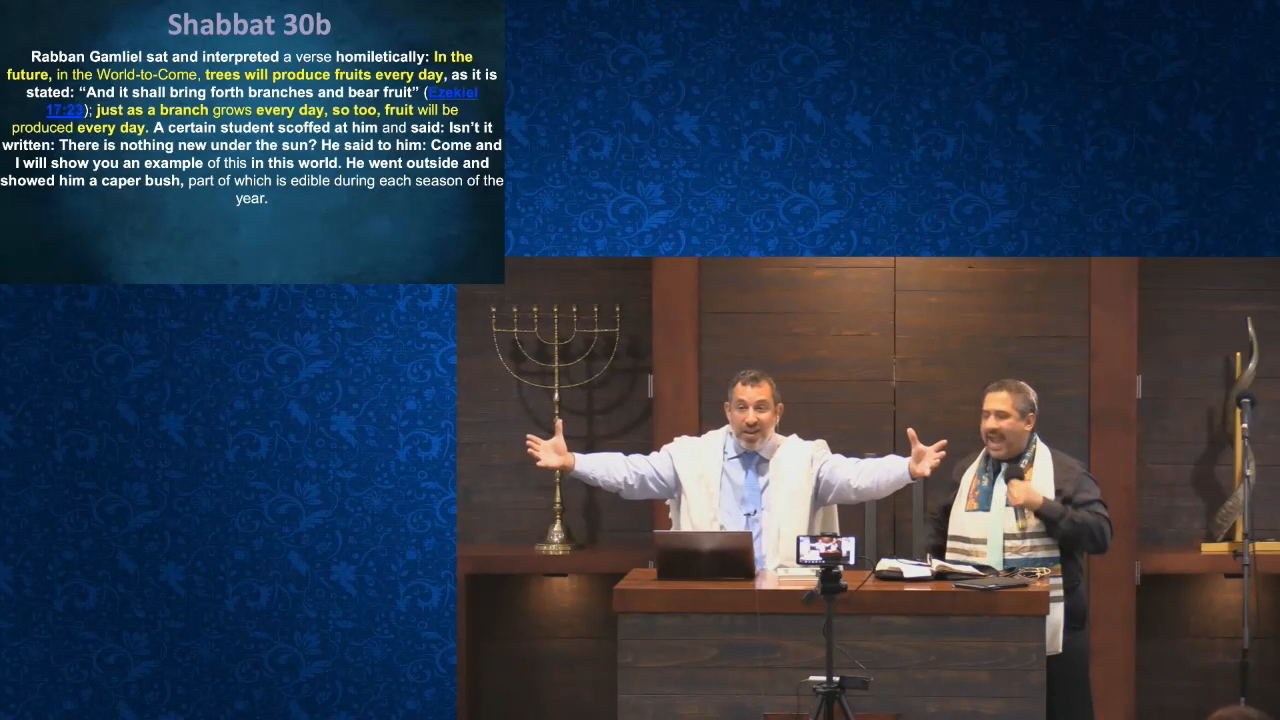 Shabbat 30b
Rabban Gamliel sat and interpreted a verse homiletically: In the
future, in the World-to-Come, trees will produce fruits every day, as it is
stated: “And it shall bring forth branches and bear fruit” (Ezekiel
17:23); just as a branch grows every day, so too, fruit will be
produced every day. A certain student scoffed at him and said: Isn’t it
written: There is nothing new under the sun? He said to him: Come and
I will show you an example of this in this world. He went outside and
showed him a caper bush, part of which is edible during each season of the
year.